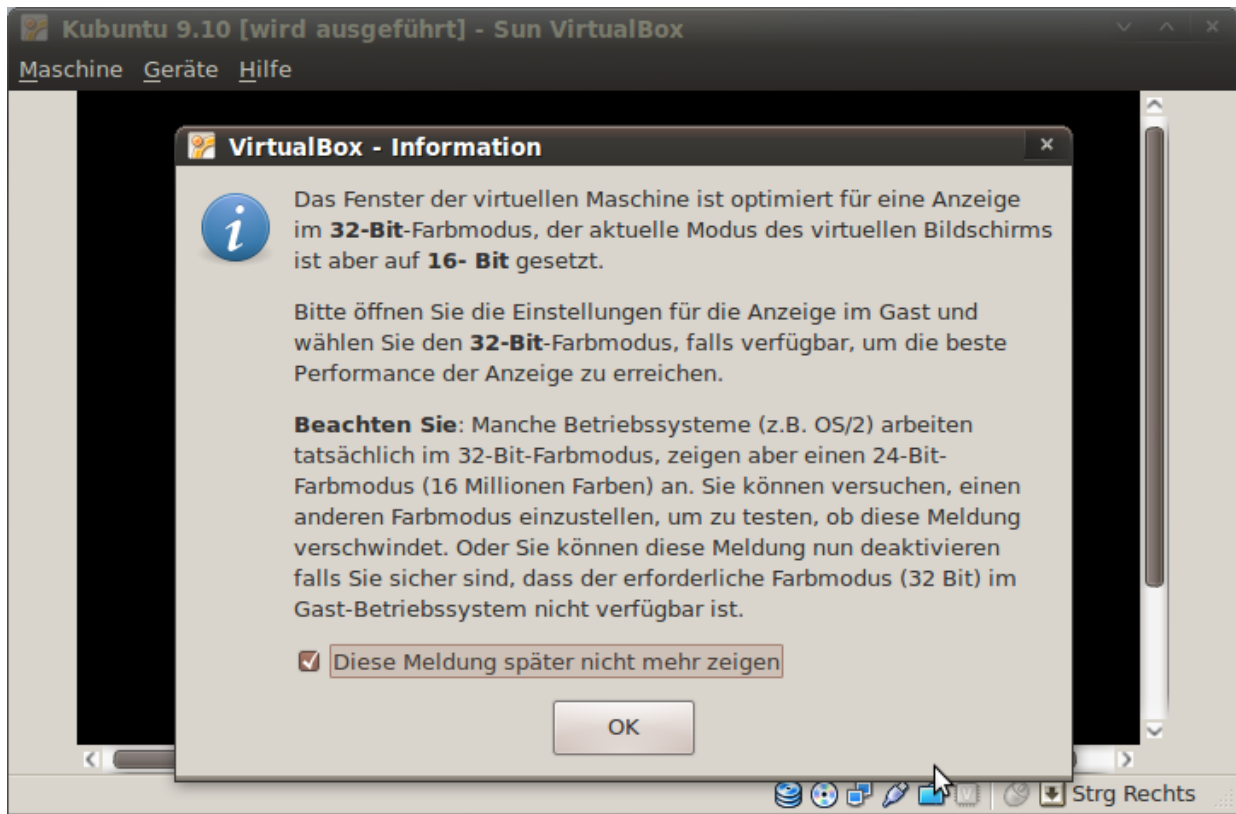 Kubuntu 9.10 [wird ausgeführt] - Sun VirtualBox
Maschine Geräte Hilfe
VirtualBox - Information
Das Fenster der virtuellen Maschine ist optimiert für eine Anzeige
im 32-Bit-Farbmodus, der aktuelle Modus des virtuellen Bildschirms
ist aber auf 16- Bit gesetzt.
Bitte öffnen Sie die Einstellungen für die Anzeige im Gast und
wählen Sie den 32-Bit-Farbmodus, falls verfügbar, um die beste
Performance der Anzeige zu erreichen.
Beachten Sie: Manche Betriebssysteme (z.B. OS/2) arbeiten
tatsächlich im 32-Bit-Farbmodus, zeigen aber einen 24-Bit-
Farbmodus (16 Millionen Farben) an. Sie können versuchen, einen
anderen Farbmodus einzustellen, um zu testen, ob diese Meldung
verschwindet. Oder Sie können diese Meldung nun deaktivieren
falls Sie sicher sind, dass der erforderliche Farbmodus (32 Bit) im
Gast-Betriebssystem nicht verfügbar ist.
Diese Meldung später nicht mehr zeigen
OK
Strg Rechts